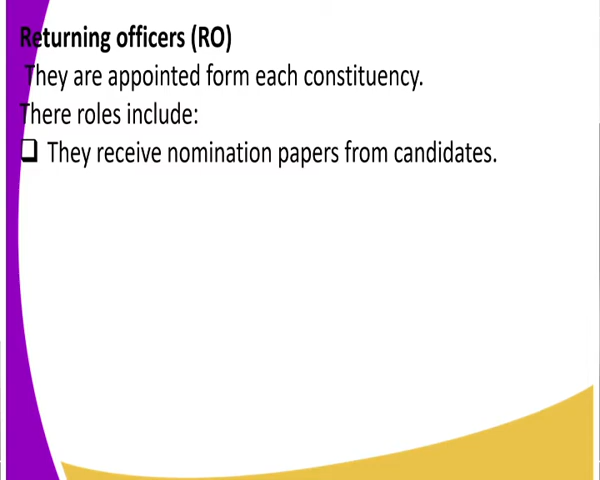 Returning officers (RO)
They are appointed form each constituency.
There roles include:
❑ They receive nomination papers from candidates.